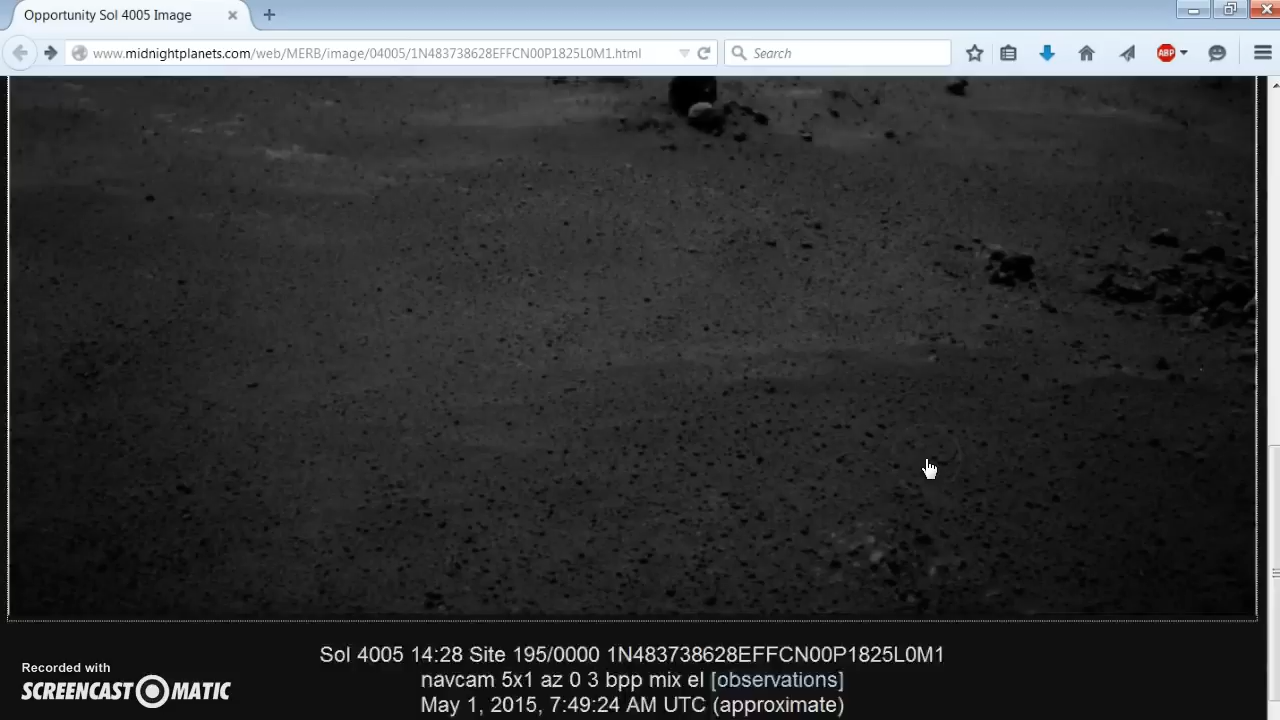 Opportunity Sol 4005 Image
www.midnightplanets.com/web/MERB/image/04005/1N483738628EFFCN00P1825L0M1.html
Search
ABP
Sol 4005 14:28 Site 195/0000 1N483738628EFFCN00P1825L0M1
navcam 5x1 az 0 3 bpp mix el [observations]
May 1, 2015, 7:49:24 AM UTC (approximate)
Recorded with
SCREENCAST MATIC